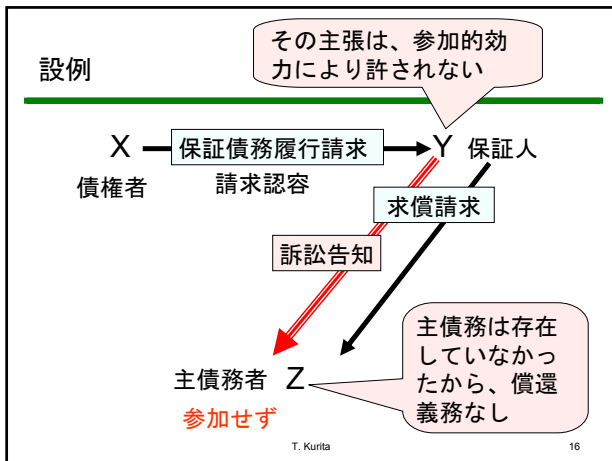 その主張は、参加的効
力により許されない
設例
X 保証債務履行請求 Y 保証人
債権者 請求認容
求償請求
訴訟告知
主債務は存在
していなかっ
たから、償還
義務なし
主債務者 Z
参加せず
T. Kurita 16